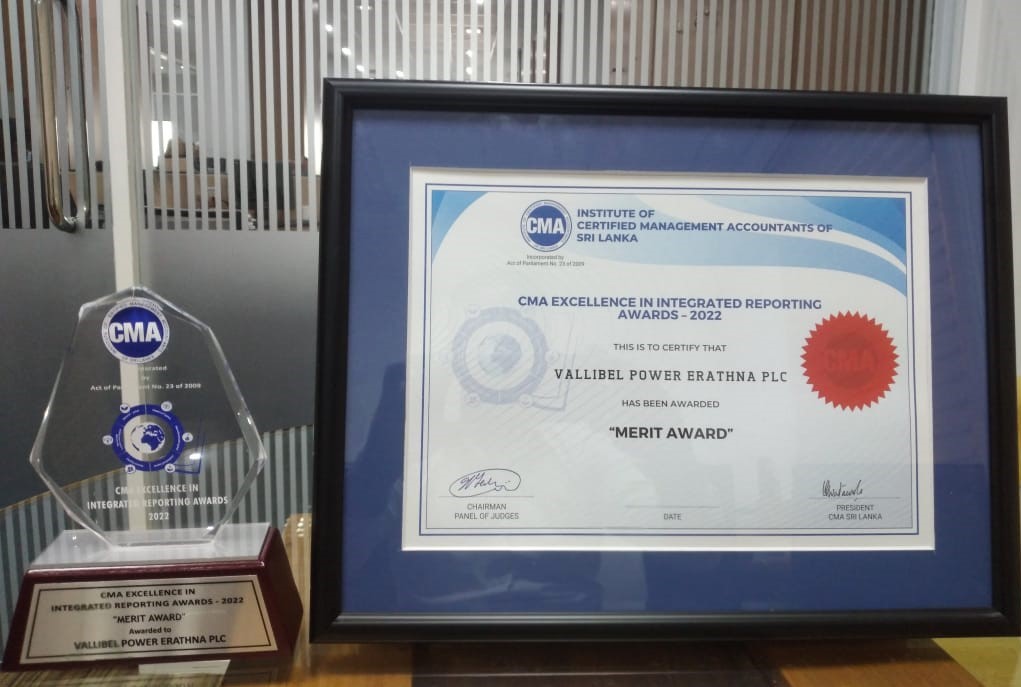 CMA
INSTITUTE OF
CERTIFIED MANAGEMENT ACCOUNTANTS OF
SRI LANKA
Incorporated by
Act of Parliament No. 23 of 2009
CMA EXCELLENCE IN INTEGRATED REPORTING
AWARDS – 2022
THIS IS TO CERTIFY THAT
VALLIBEL POWER ERATHNA PLC
HAS BEEN AWARDED
“MERIT AWARD”
CHAIRMAN
PANEL OF JUDGES
DATE
PRESIDENT
CMA SRI LANKA
CMA
by
Act of Parliament No. 23 of 2009
CMA EXCELLENCE IN
INTEGRATED REPORTING AWARDS
2022
CMA EXCELLENCE IN
INTEGRATED REPORTING AWARDS - 2022
“MERIT AWARD”
Awarded to
VALLIBEL POWER ERATHNA PLC